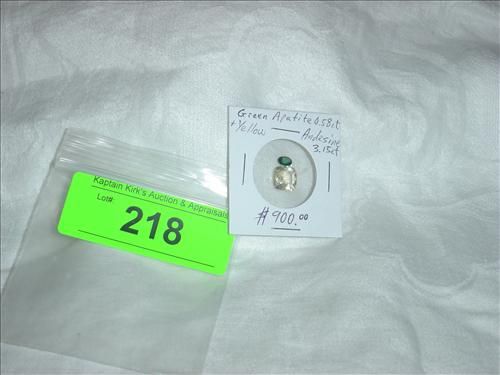 Green Apatite 0.58ct
+ Yellow — Andesine
3.15ct
#900.00
Kaptain Kirk's Auction & Appraisals
Lot#:
218